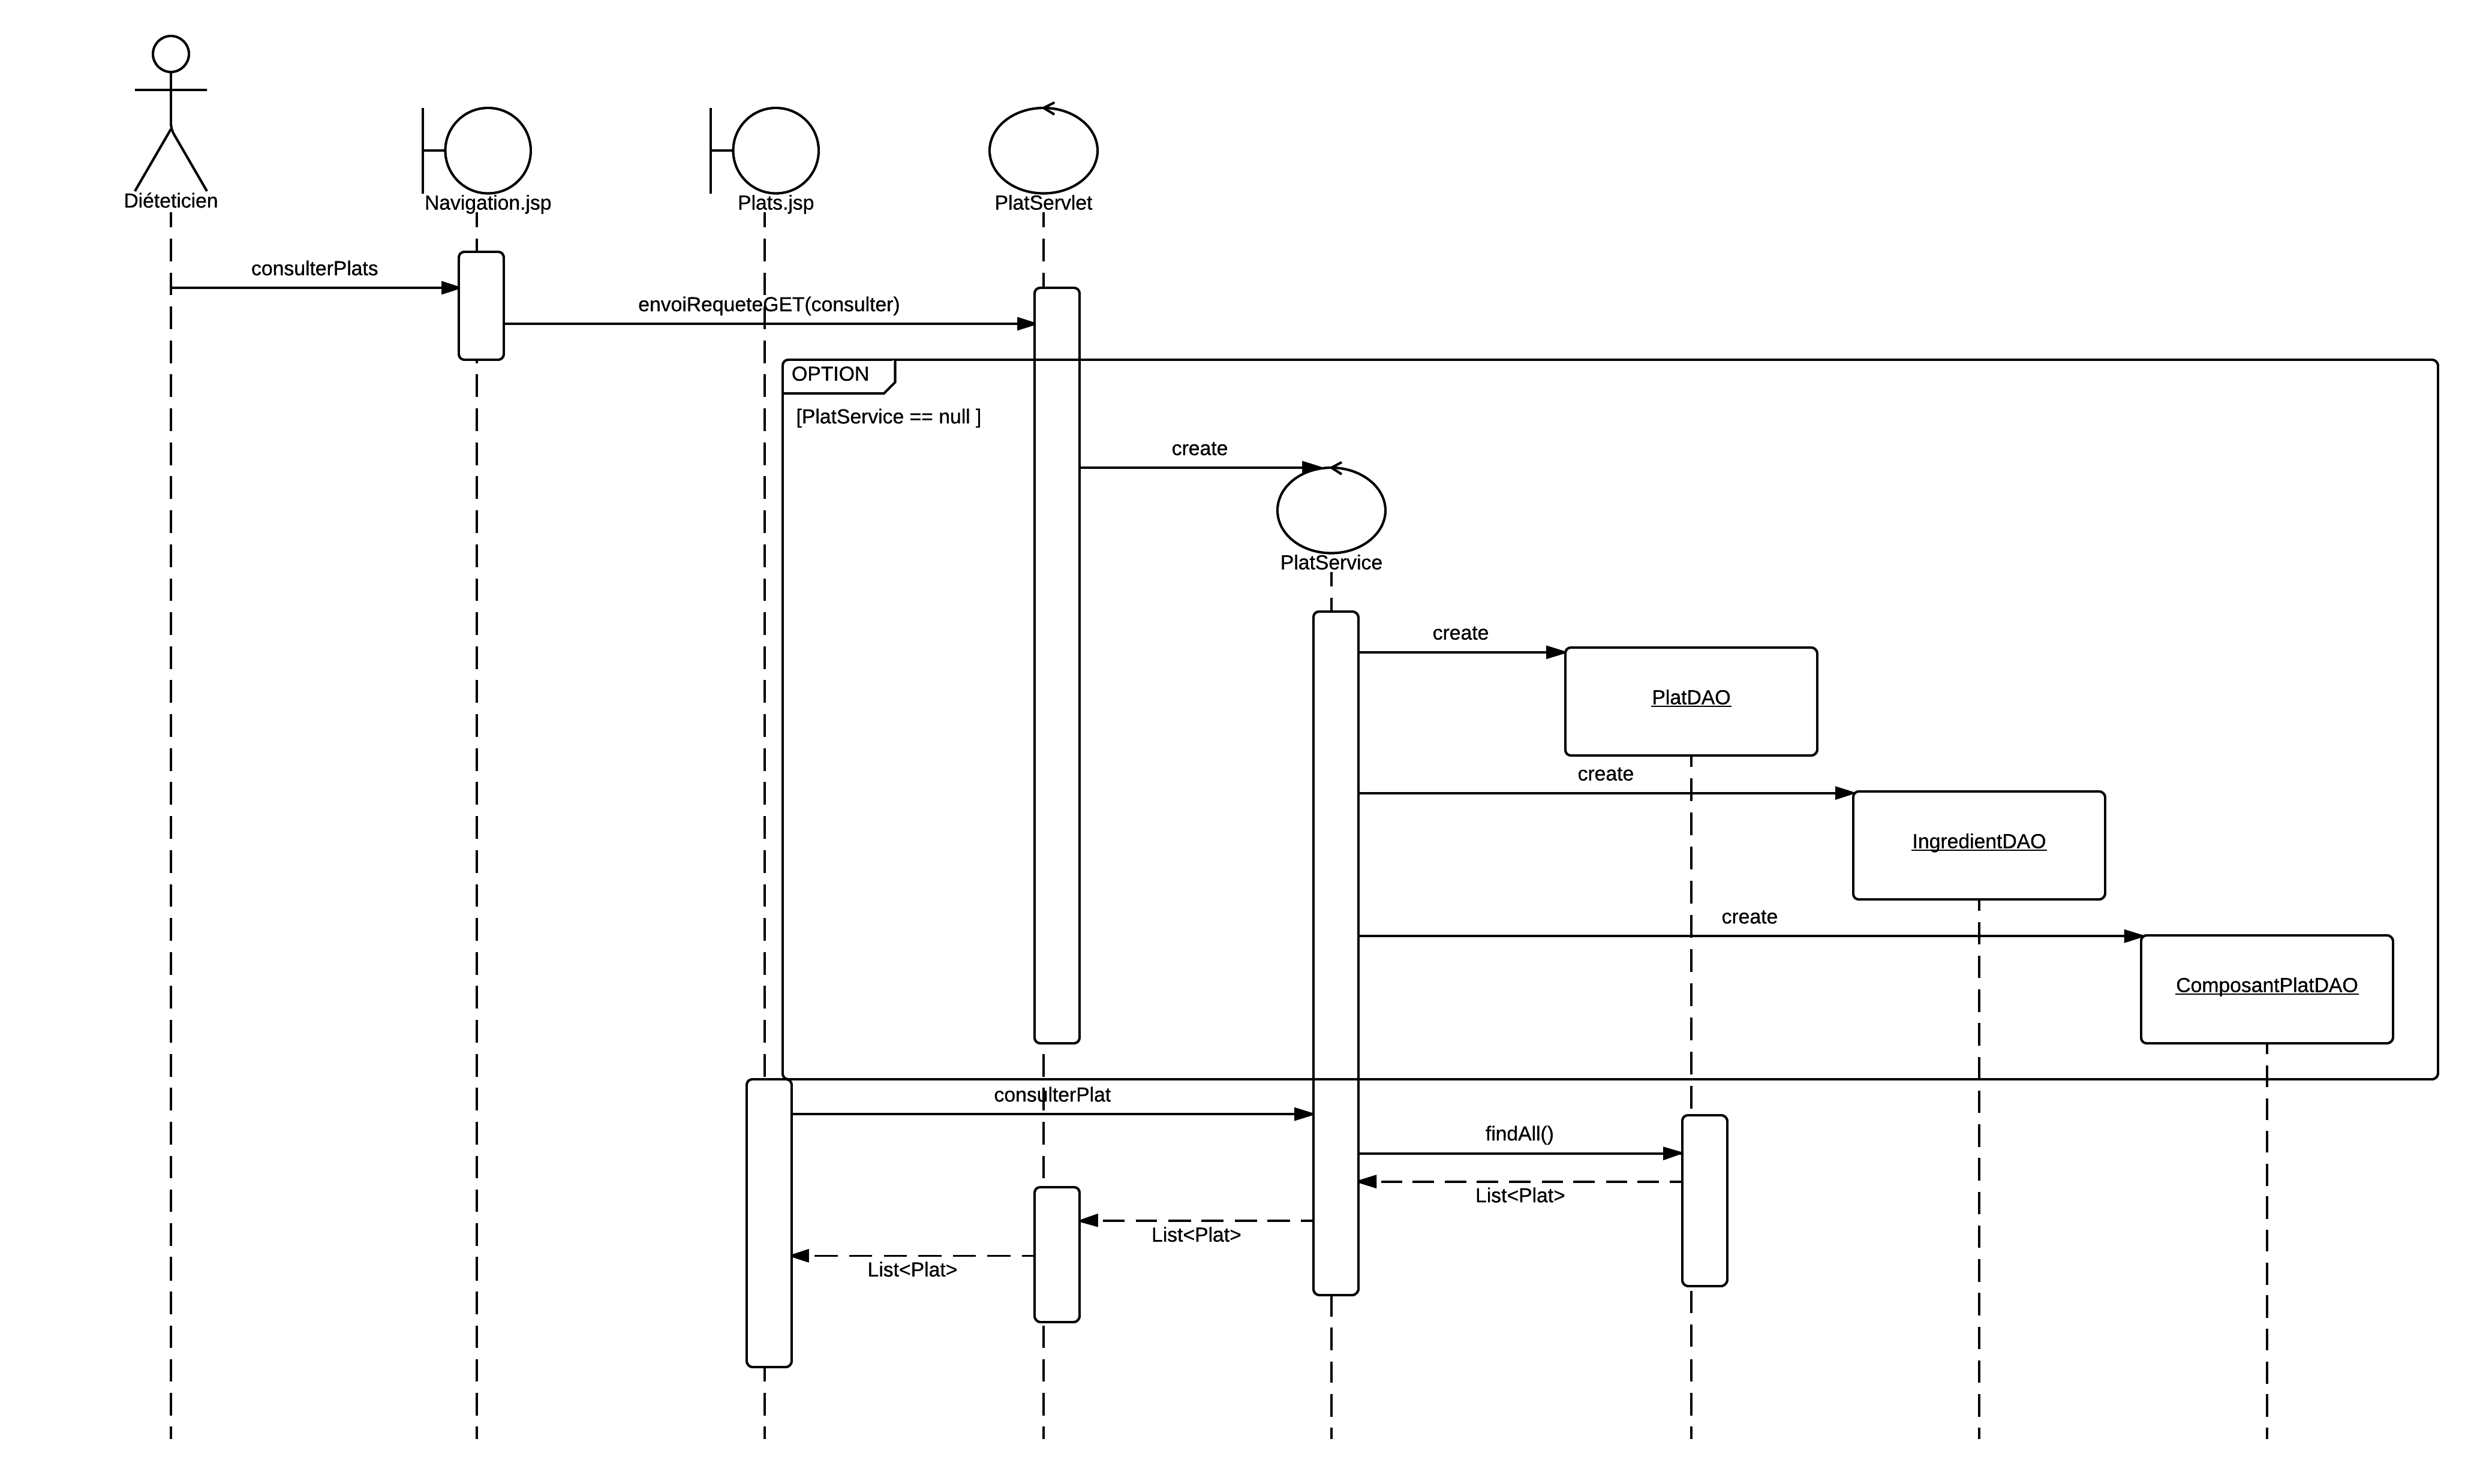 Diéteticien
Navigation.jsp
Plats.jsp
PlatServlet
consulterPlats
envoiRequeteGET(consulter)
OPTION
[PlatService == null ]
create
PlatService
create
PlatDAO
create
IngredientDAO
create
ComposantPlatDAO
consulterPlat
findAll()
List<Plat>
List<Plat>
List<Plat>